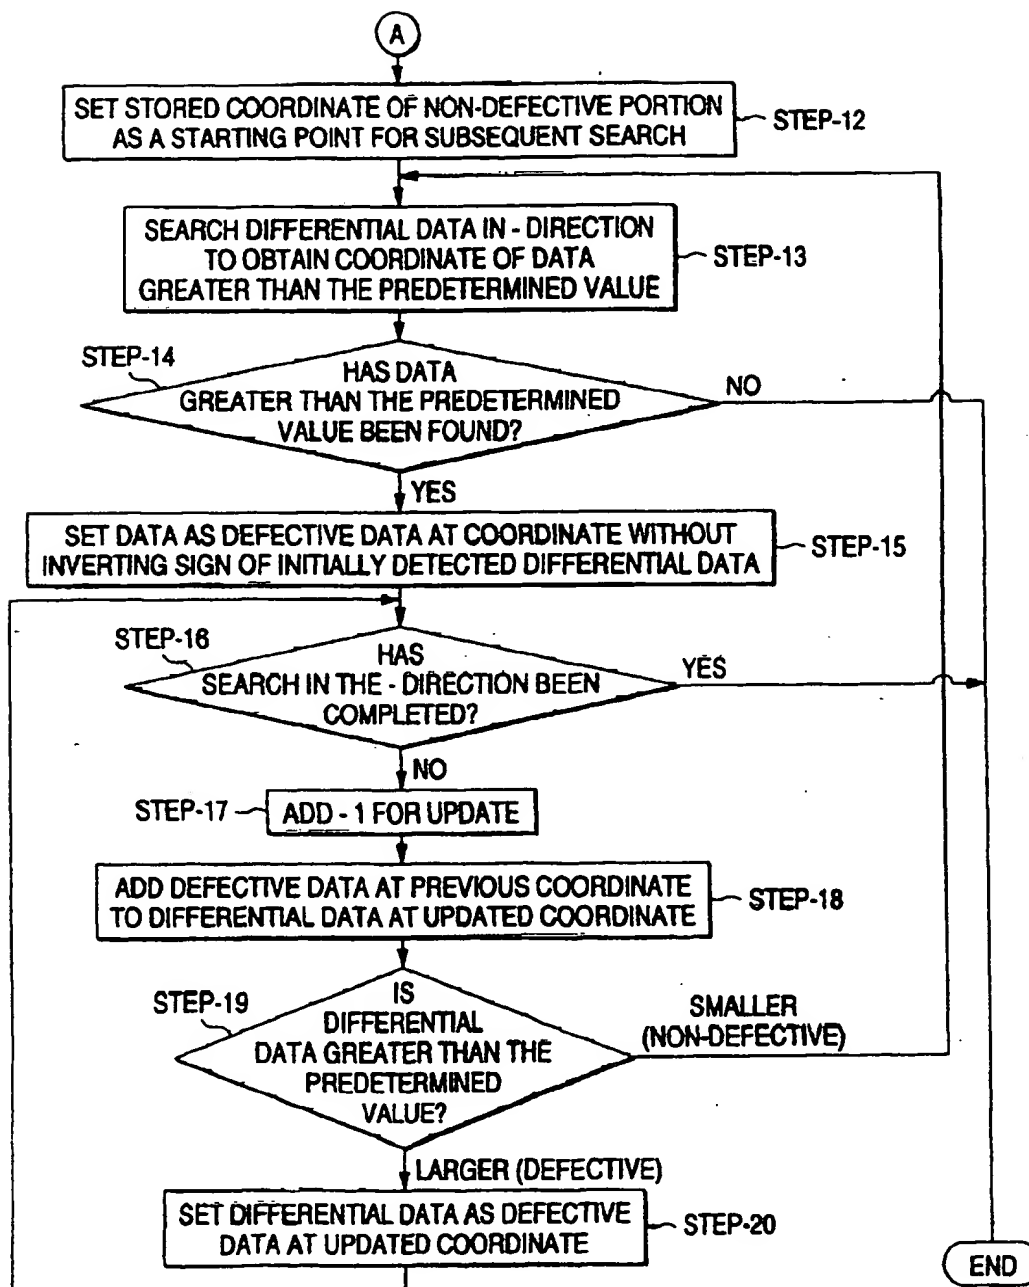 A
SET STORED COORDINATE OF NON-DEFECTIVE PORTION
AS A STARTING POINT FOR SUBSEQUENT SEARCH
STEP-12
SEARCH DIFFERENTIAL DATA IN - DIRECTION
TO OBTAIN COORDINATE OF DATA
GREATER THAN THE PREDETERMINED VALUE
STEP-13
STEP-14
HAS DATA
GREATER THAN THE PREDETERMINED
VALUE BEEN FOUND?
NO
YES
SET DATA AS DEFECTIVE DATA AT COORDINATE WITHOUT
INVERTING SIGN OF INITIALLY DETECTED DIFFERENTIAL DATA
STEP-15
STEP-16
HAS
SEARCH IN THE - DIRECTION BEEN
COMPLETED?
YES
NO
STEP-17
ADD - 1 FOR UPDATE
ADD DEFECTIVE DATA AT PREVIOUS COORDINATE
TO DIFFERENTIAL DATA AT UPDATED COORDINATE
STEP-18
STEP-19
IS
DIFFERENTIAL
DATA GREATER THAN THE
PREDETERMINED
VALUE?
SMALLER
(NON-DEFECTIVE)
LARGER (DEFECTIVE)
SET DIFFERENTIAL DATA AS DEFECTIVE
DATA AT UPDATED COORDINATE
STEP-20
END